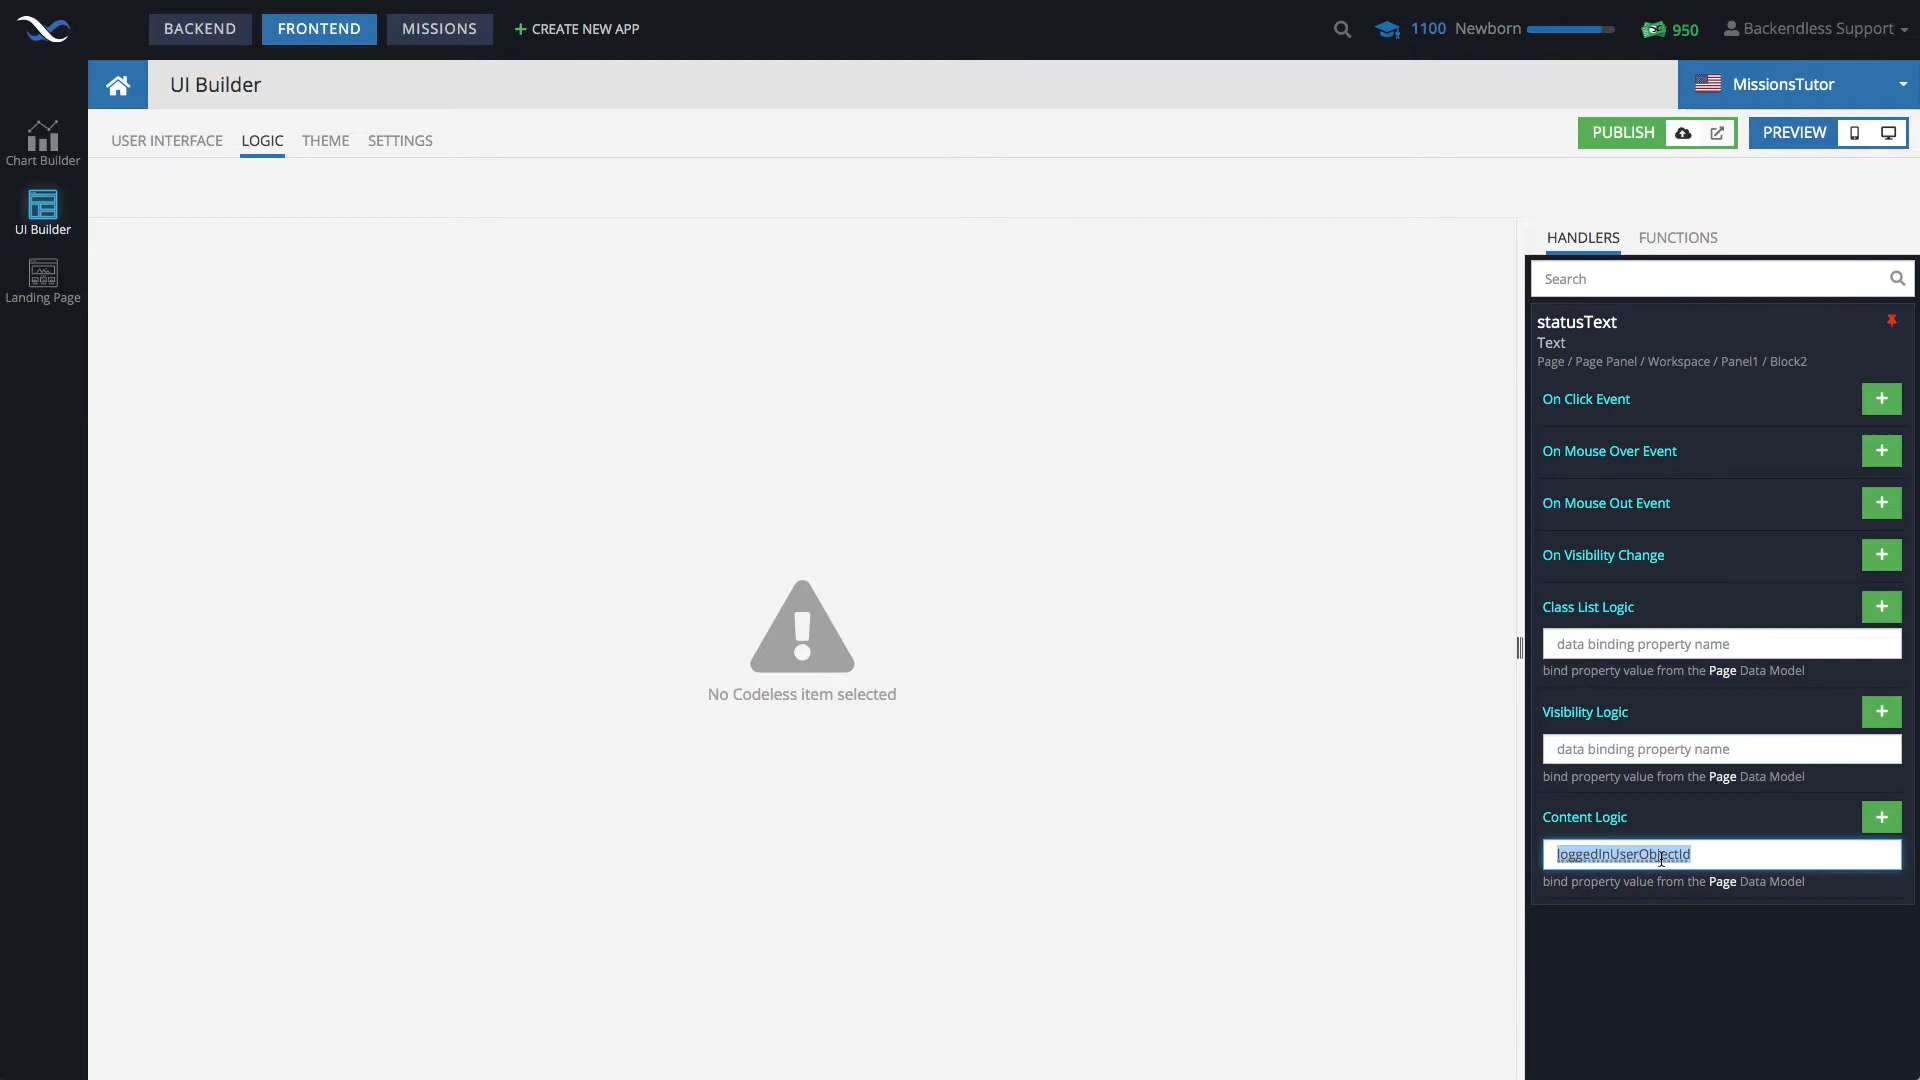 BACKEND
FRONTEND
MISSIONS
+ CREATE NEW APP
1100 Newborn
950
Backendless Support
UI Builder
MissionsTutor
USER INTERFACE
LOGIC
THEME
SETTINGS
PUBLISH
PREVIEW
Chart Builder
UI Builder
Landing Page
HANDLERS
FUNCTIONS
Search
statusText
Text
Page / Page Panel / Workspace / Panel1 / Block2
On Click Event
On Mouse Over Event
On Mouse Out Event
On Visibility Change
Class List Logic
data binding property name
bind property value from the Page Data Model
Visibility Logic
data binding property name
bind property value from the Page Data Model
Content Logic
loggedInUserObjectId
bind property value from the Page Data Model
No Codeless item selected